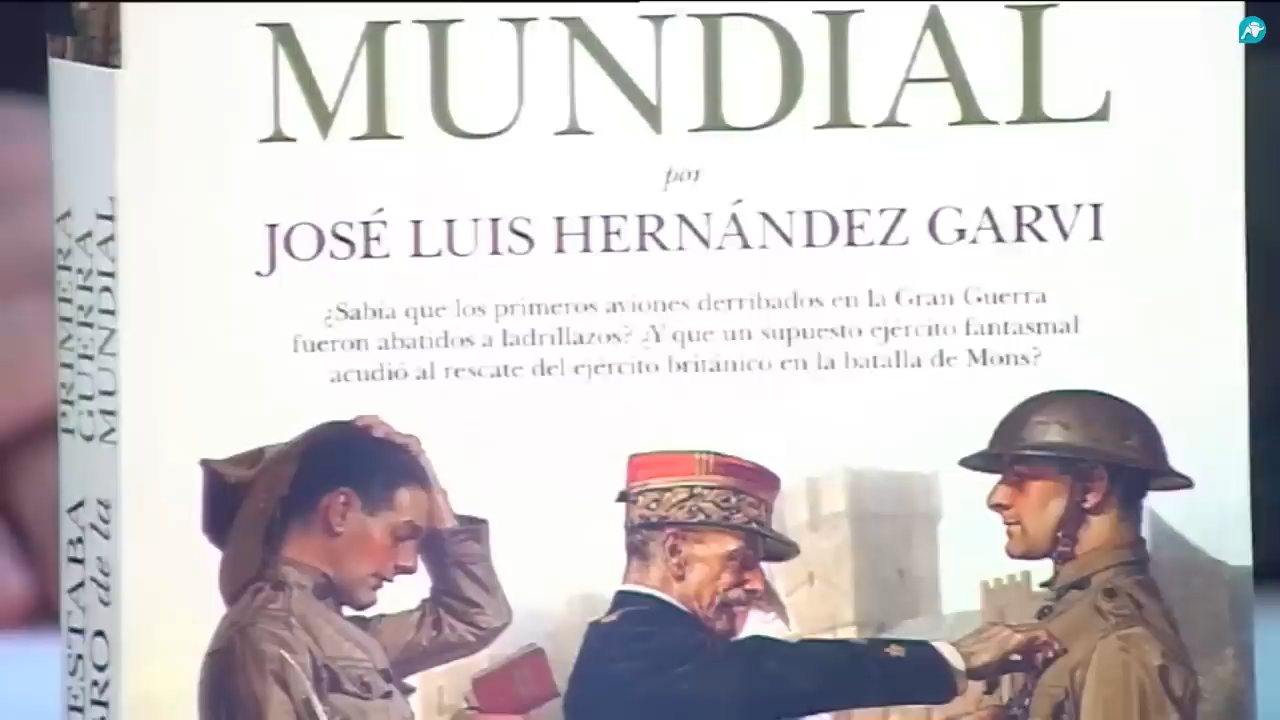 MUNDIAL
por
JOSÉ LUIS HERNÁNDEZ GARVI
¿Sabía que los primeros aviones derribados en la Gran Guerra
fueron abatidos a ladrillazos? ¿Y que un supuesto ejército fantasmal
acudió al rescate del ejército británico en la batalla de Mons?
PRIMERA
GUERRA
MUNDIAL
ESTABA
de la